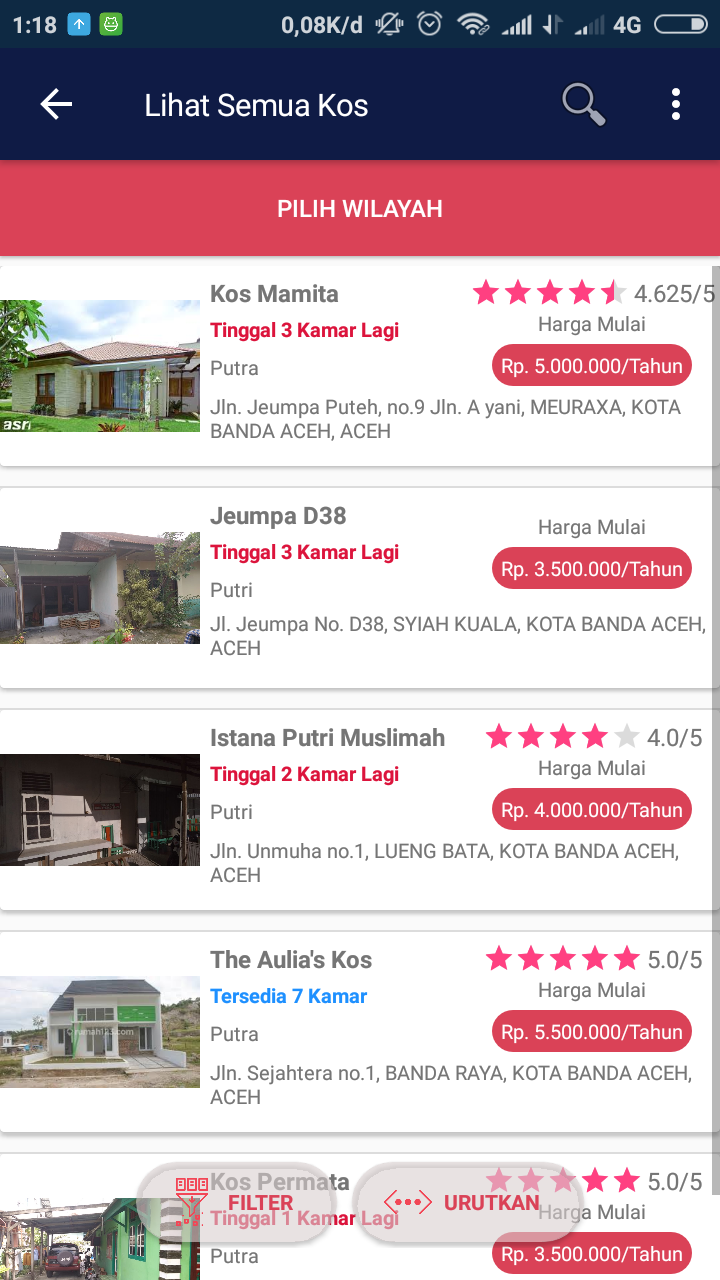 1:18 0,08K/d 4G
Lihat Semua Kos
PILIH WILAYAH
Kos Mamita 4.625/5
Tinggal 3 Kamar Lagi Harga Mulai
Putra Rp. 5.000.000/Tahun
Jln. Jeumpa Puteh, no.9 Jln. A yani, MEURAXA, KOTA
BANDA ACEH, ACEH
asri
Jeumpa D38
Tinggal 3 Kamar Lagi Harga Mulai
Putri Rp. 3.500.000/Tahun
Jl. Jeumpa No. D38, SYIAH KUALA, KOTA BANDA ACEH,
ACEH
Istana Putri Muslimah 4.0/5
Tinggal 2 Kamar Lagi Harga Mulai
Putri Rp. 4.000.000/Tahun
Jln. Unmuha no.1, LUENG BATA, KOTA BANDA ACEH,
ACEH
The Aulia's Kos 5.0/5
Tersedia 7 Kamar Harga Mulai
Putra Rp. 5.500.000/Tahun
Jln. Sejahtera no.1, BANDA RAYA, KOTA BANDA ACEH,
ACEH
rumah123.com
Kos Permata 5.0/5
FILTER URUTKAN
Tinggal 1 Kamar Lagi Harga Mulai
Putra Rp. 3.500.000/Tahun